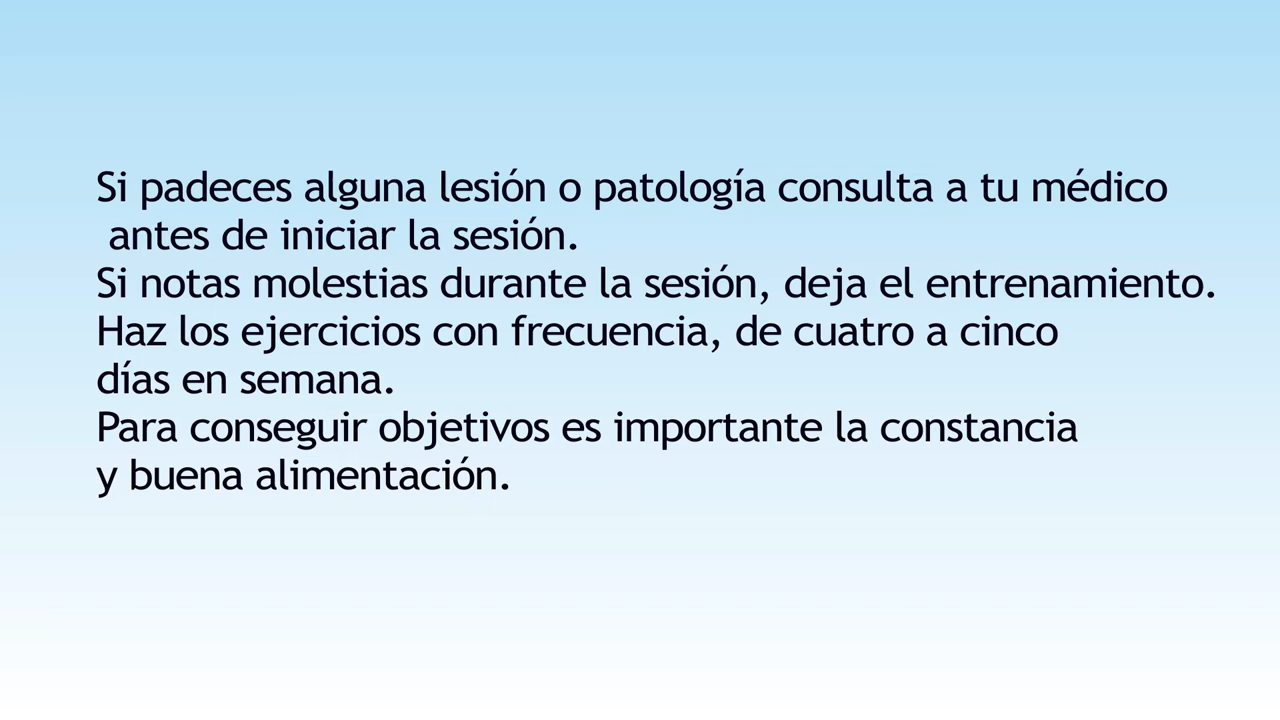 Si padeces alguna lesión o patología consulta a tu médico
antes de iniciar la sesión.
Si notas molestias durante la sesión, deja el entrenamiento.
Haz los ejercicios con frecuencia, de cuatro a cinco
días en semana.
Para conseguir objetivos es importante la constancia
y buena alimentación.